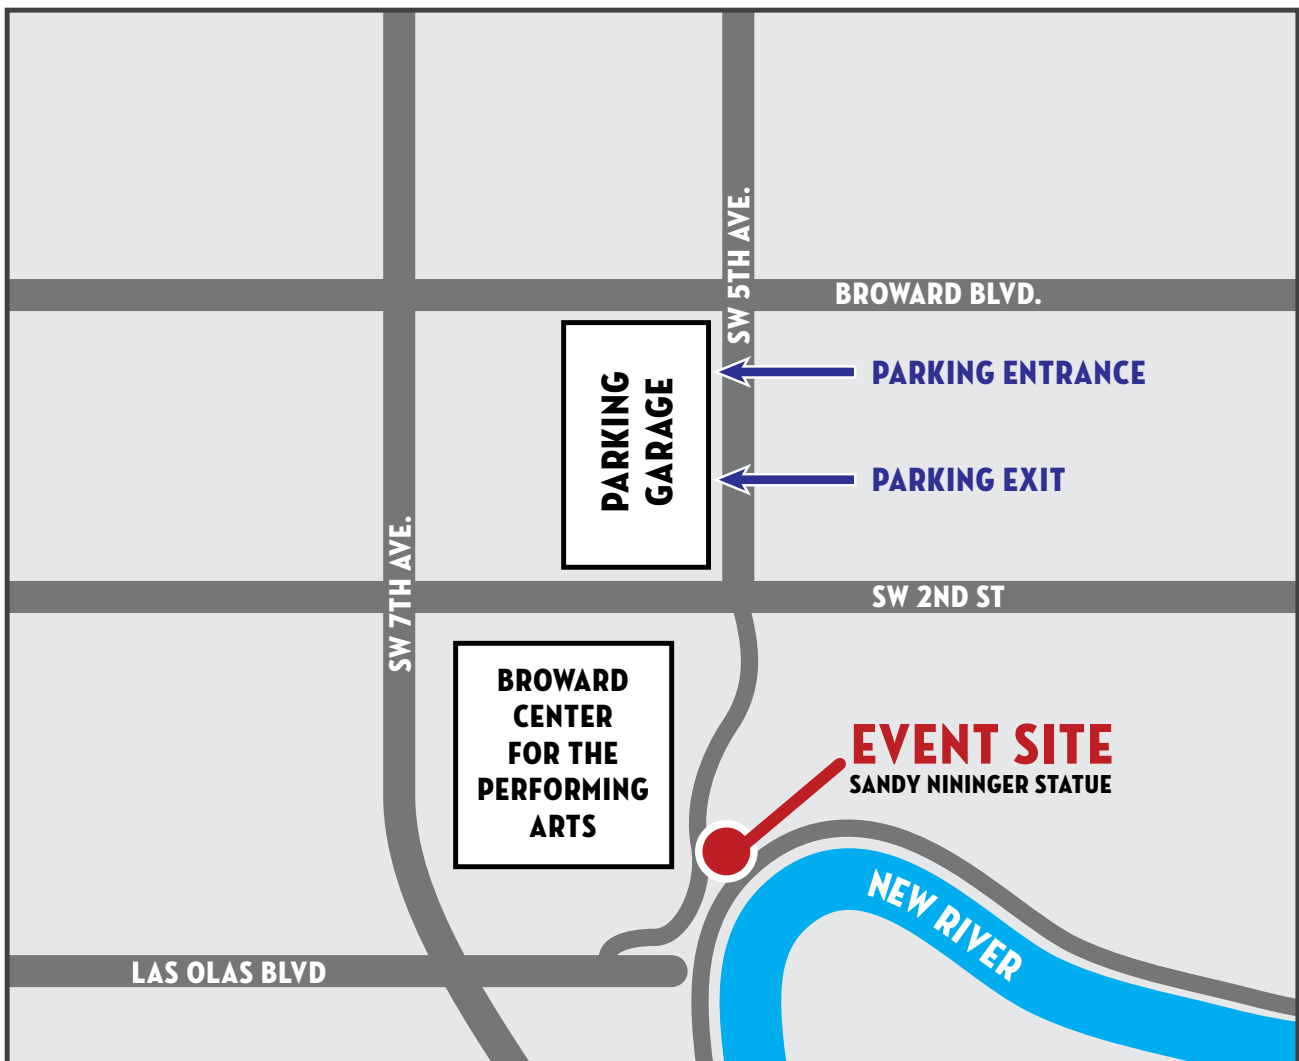 SW 5TH AVE.
BROWARD BLVD.
PARKING
GARAGE
PARKING ENTRANCE
PARKING EXIT
SW 7TH AVE.
SW 2ND ST
BROWARD
CENTER
FOR THE
PERFORMING
ARTS
EVENT SITE
SANDY NININGER STATUE
NEW RIVER
LAS OLAS BLVD